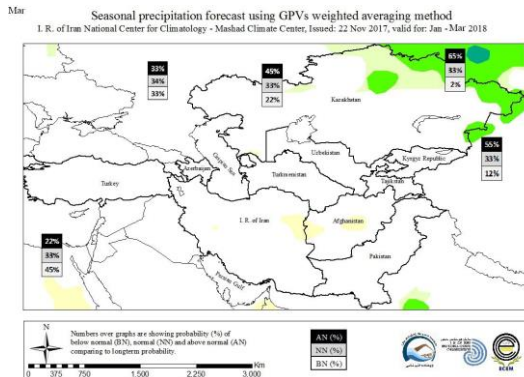 Mar
Seasonal precipitation forecast using GPVs weighted averaging method
I. R. of Iran National Center for Climatology - Mashad Climate Center, Issued: 22 Nov 2017, valid for: Jan - Mar 2018
65%
33%
2%
33%
34%
33%
45%
33%
22%
Kazakhstan
55%
33%
12%
Uzbekistan
Kyrgyz Republic
Azerbaijan
Caspian Sea
Turkey
AZE
Turkmenistan
Tajikistan
I. R. of Iran
Afghanistan
22%
33%
45%
Pakistan
Persian Gulf
N
Numbers over graphs are showing probability (%) of
below normal (BN), normal (NN) and above normal (AN)
comparing to longterm probability.
AN (%)
NN (%)
BN (%)
0 375 750 1,500 2,250 3,000
Km
ECEM